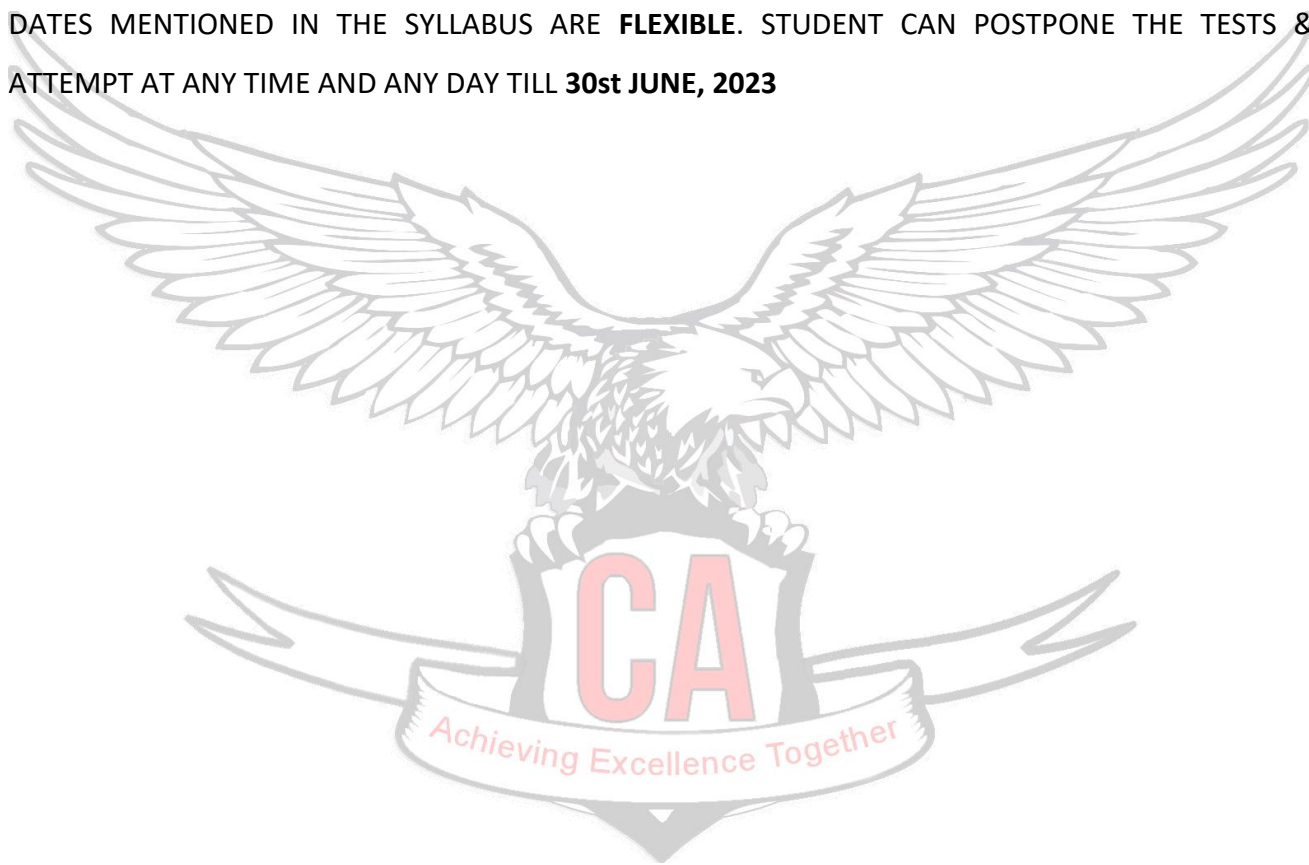 DATES MENTIONED IN THE SYLLABUS ARE FLEXIBLE. STUDENT CAN POSTPONE THE TESTS &
ATTEMPT AT ANY TIME AND ANY DAY TILL 30st JUNE, 2023
CA
Achieving Excellence Together